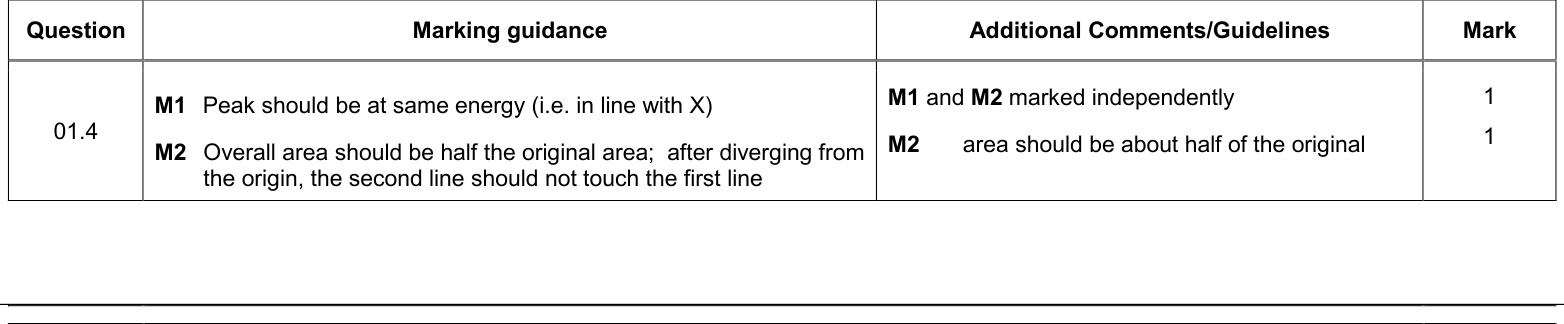 Question Marking guidance Additional Comments/Guidelines Mark
01.4
M1 Peak should be at same energy (i.e. in line with X)
M2 Overall area should be half the original area; after diverging from
the origin, the second line should not touch the first line
M1 and M2 marked independently
M2 area should be about half of the original
1
1